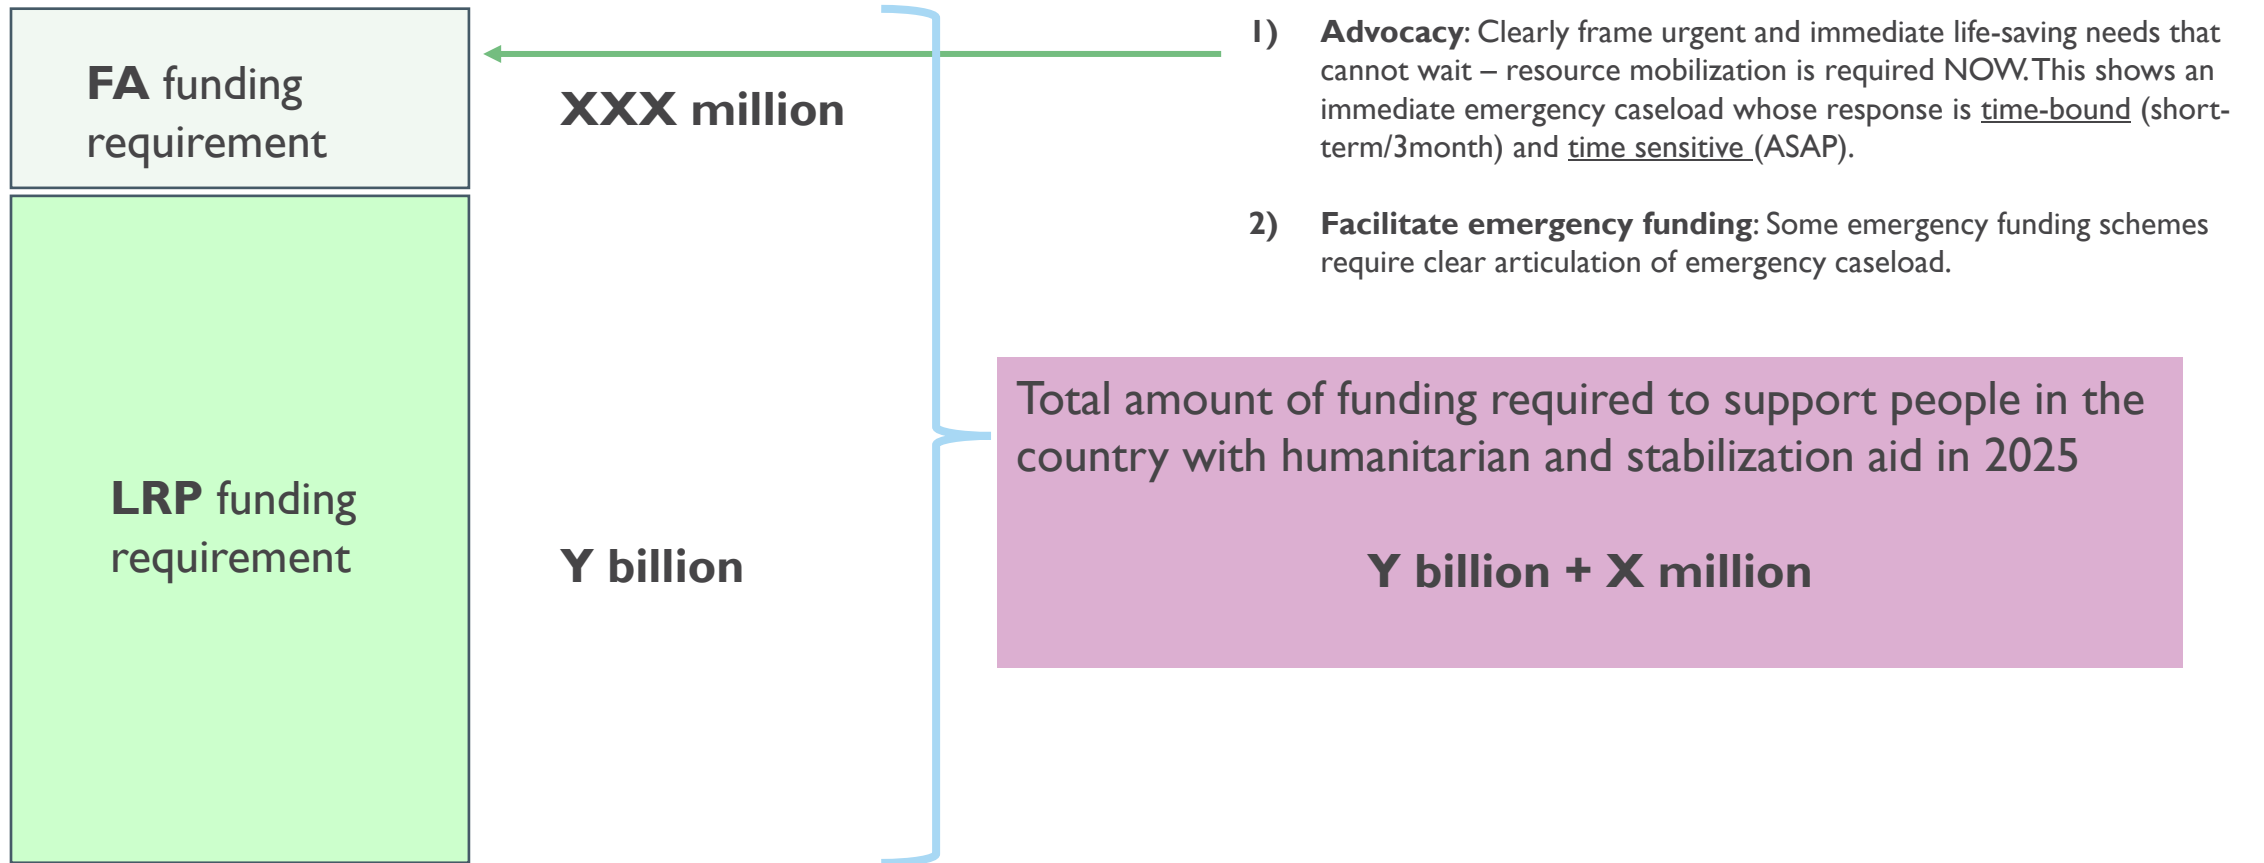 FA funding
requirement
XXX million
1) Advocacy: Clearly frame urgent and immediate life-saving needs that
cannot wait – resource mobilization is required NOW. This shows an
immediate emergency caseload whose response is time-bound (short-
term/3month) and time sensitive (ASAP).
2) Facilitate emergency funding: Some emergency funding schemes
require clear articulation of emergency caseload.
Total amount of funding required to support people in the
country with humanitarian and stabilization aid in 2025
Y billion + X million
LRP funding
requirement
Y billion